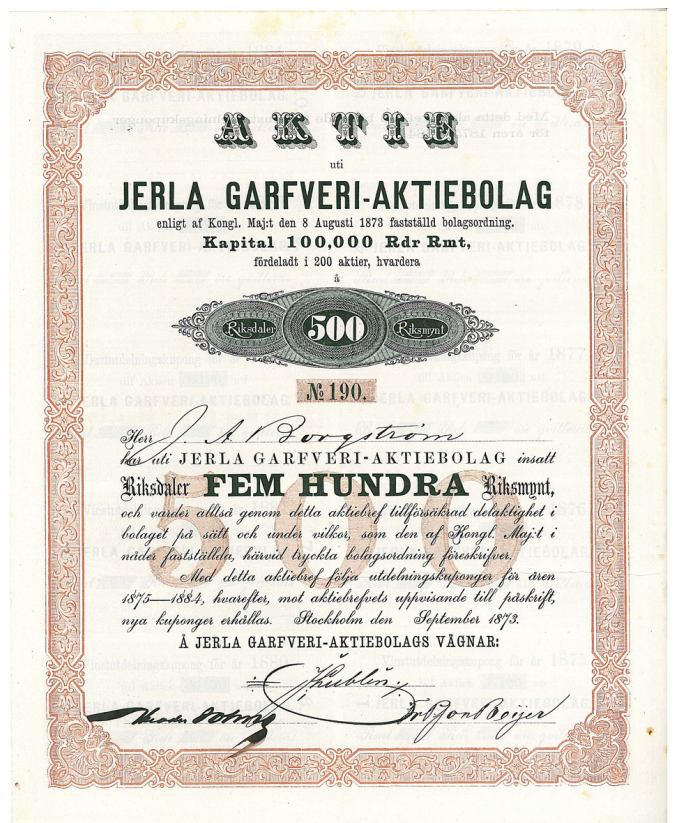 AKTIE
uti
JERLA GARFVERI-AKTIEBOLAG
enligt af Kongl. Maj:t den 8 Augusti 1873 fastställd bolagsordning.
Kapital 100,000 Rdr Rmt,
fördeladt i 200 aktier, hvardera
å
Riksdaler 500 Riksmynt
№ 190.
Herr J. A. Borgström
har uti JERLA GARFVERI-AKTIEBOLAG insatt
Riksdaler FEM HUNDRA Riksmynt,
och varder alltså genom detta aktiebref tillförsäkrad delaktighet i
bolaget på sätt och under vilkor, som den af Kongl. Maj:t i
nåder fastställda, härvid tryckta bolagsordning föreskrifver.
Med detta aktiebref följa utdelningskuponger för åren
1875—1884, hvarefter, mot aktiebrefvets uppvisande till påskrift,
nya kuponger erhållas. Stockholm den September 1873.
500
Å JERLA GARFVERI-AKTIEBOLAGS VÄGNAR: